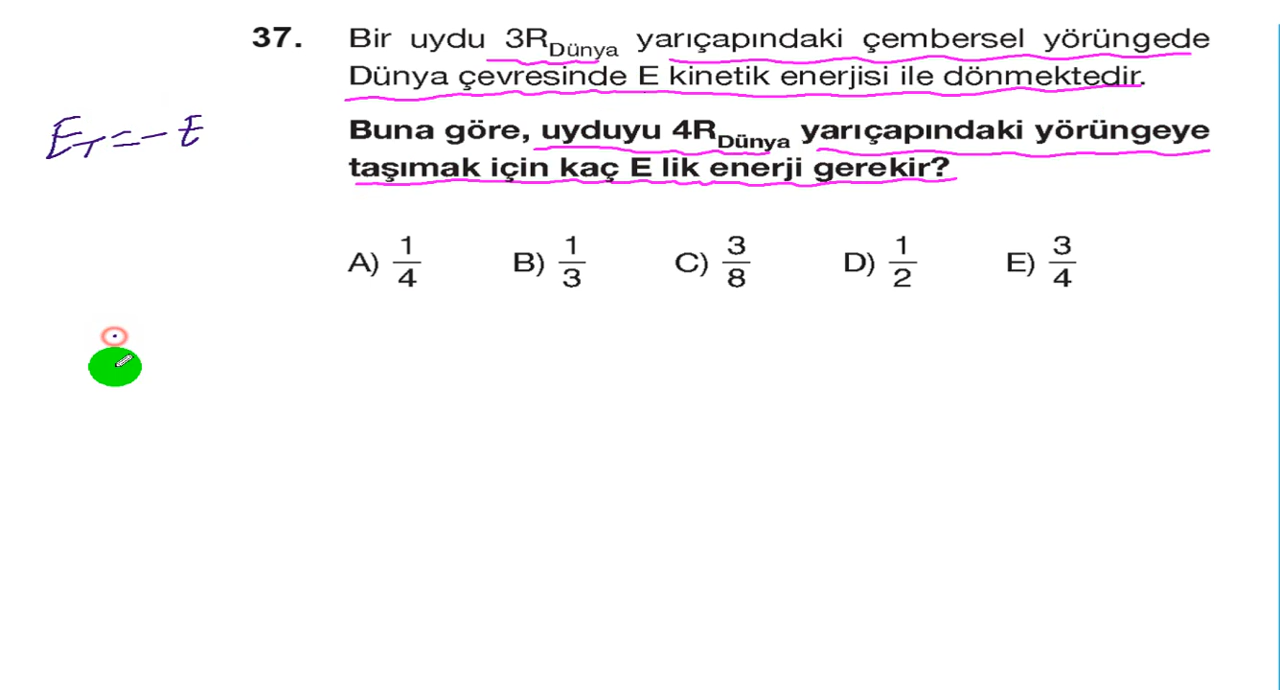 37. Bir uydu 3R_Dünya yarıçapındaki çembersel yörüngede
Dünya çevresinde E kinetik enerjisi ile dönmektedir.
E_T = -E
Buna göre, uyduyu 4R_Dünya yarıçapındaki yörüngeye
taşımak için kaç E lik enerji gerekir?
A) 1/4 B) 1/3 C) 3/8 D) 1/2 E) 3/4